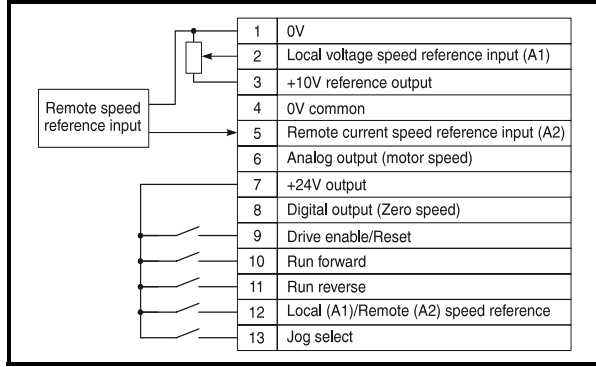 1 0V
2 Local voltage speed reference input (A1)
3 +10V reference output
4 0V common
Remote speed
reference input
5 Remote current speed reference input (A2)
6 Analog output (motor speed)
7 +24V output
8 Digital output (Zero speed)
9 Drive enable/Reset
10 Run forward
11 Run reverse
12 Local (A1)/Remote (A2) speed reference
13 Jog select